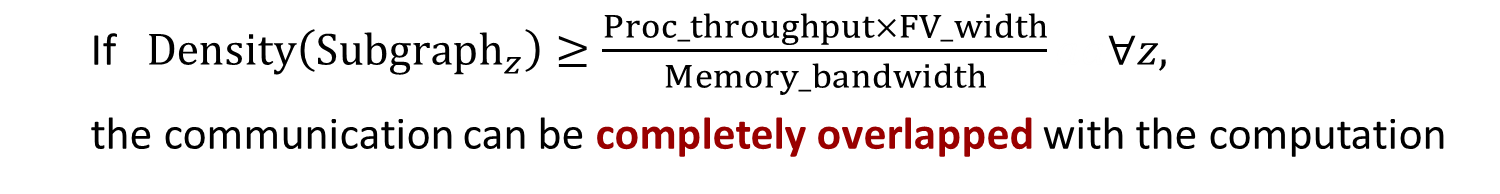 If Density(Subgraph_z) ≥ Proc_throughput×FV_width / Memory_bandwidth ∀z,
the communication can be completely overlapped with the computation